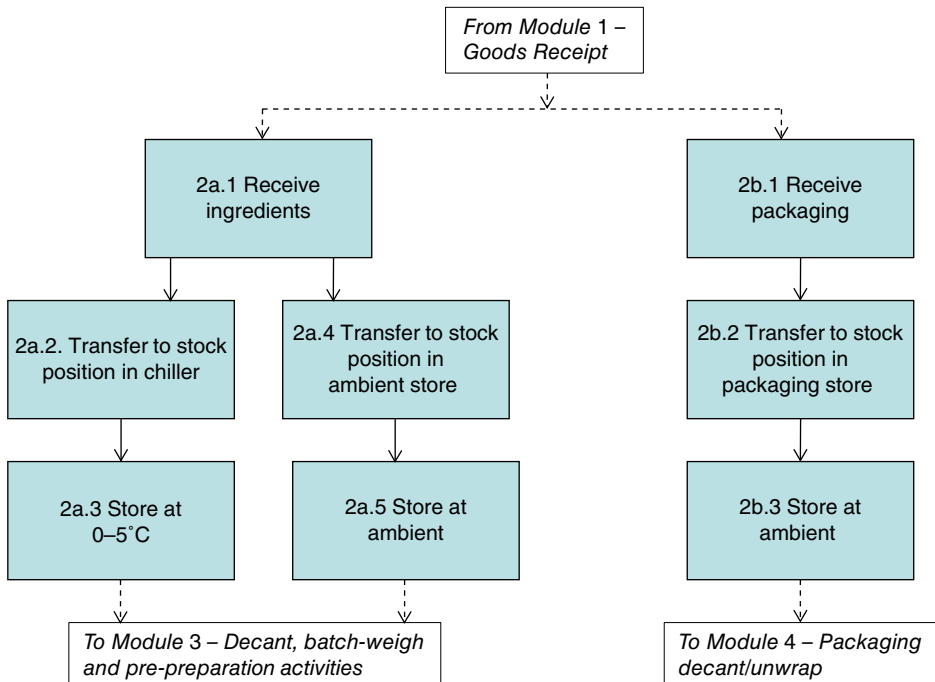 From Module 1 –
Goods Receipt
2a.1 Receive
ingredients
2b.1 Receive
packaging
2a.2. Transfer to stock
position in chiller
2a.4 Transfer to stock
position in
ambient store
2b.2 Transfer to stock
position in
packaging store
2a.3 Store at
0–5˚C
2a.5 Store at
ambient
2b.3 Store at
ambient
To Module 3 – Decant, batch-weigh
and pre-preparation activities
To Module 4 – Packaging
decant/unwrap